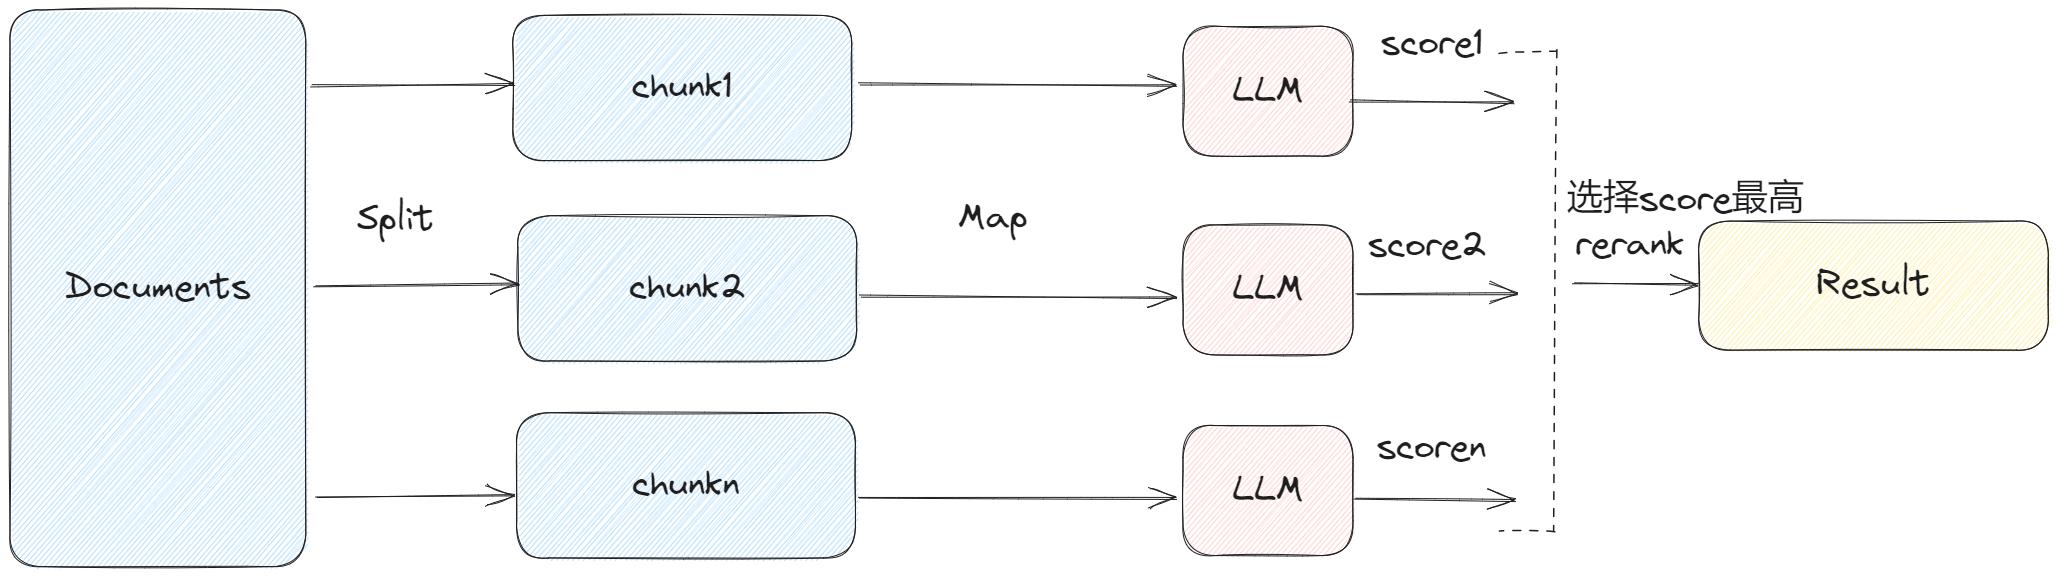 Documents
Split
chunk1
chunk2
chunkn
Map
LLM
LLM
LLM
score1
score2
scoren
选择score最高
rerank
Result